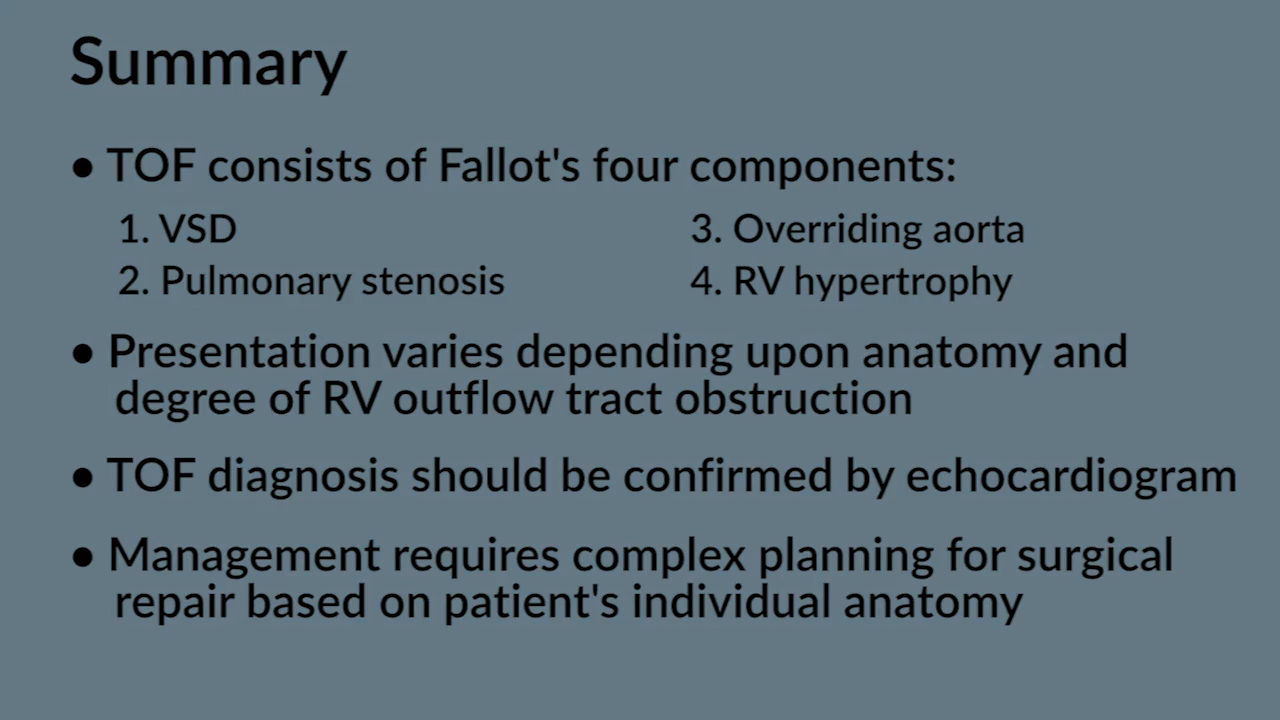 Summary
• TOF consists of Fallot's four components:
1. VSD
2. Pulmonary stenosis
3. Overriding aorta
4. RV hypertrophy
• Presentation varies depending upon anatomy and
degree of RV outflow tract obstruction
• TOF diagnosis should be confirmed by echocardiogram
• Management requires complex planning for surgical
repair based on patient's individual anatomy